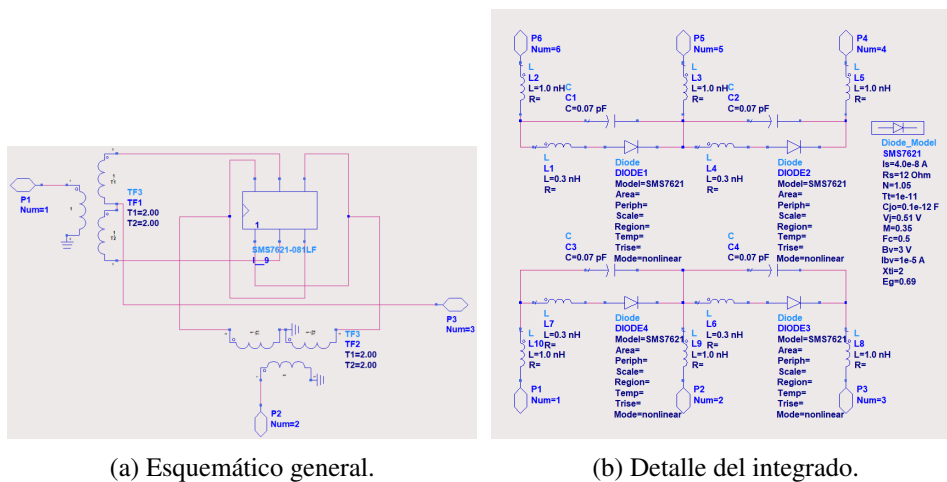 P1
Num=1
T1
T2
TF3
TF1
T1=2.00
T2=2.00
1
SMS7621-081LF
I__9
P3
Num=3
TF3
TF2
T1=2.00
T2=2.00
P2
Num=2
(a) Esquemático general.
P6
Num=6
P5
Num=5
P4
Num=4
L
L2
L=1.0 nH
R=
L
L3
L=1.0 nH
R=
L
L5
L=1.0 nH
R=
C
C1
C=0.07 pF
C
C2
C=0.07 pF
L
L1
L=0.3 nH
R=
Diode
DIODE1
Model=SMS7621
Area=
Periph=
Scale=
Region=
Temp=
Trise=
Mode=nonlinear
L
L4
L=0.3 nH
R=
Diode
DIODE2
Model=SMS7621
Area=
Periph=
Scale=
Region=
Temp=
Trise=
Mode=nonlinear
Diode_Model
SMS7621
Is=4.0e-8 A
Rs=12 Ohm
N=1.05
Tt=1e-11
Cjo=0.1e-12 F
Vj=0.51 V
M=0.35
Fc=0.5
Bv=3 V
Ibv=1e-5 A
Xti=2
Eg=0.69
C
C3
C=0.07 pF
C
C4
C=0.07 pF
L
L7
L=0.3 nH
R=
Diode
DIODE4
Model=SMS7621
Area=
Periph=
Scale=
Region=
Temp=
Trise=
Mode=nonlinear
L
L6
L=0.3 nH
R=
Diode
DIODE3
Model=SMS7621
Area=
Periph=
Scale=
Region=
Temp=
Trise=
Mode=nonlinear
L
L10
L=1.0 nH
R=
L
L9
L=1.0 nH
R=
L
L8
L=1.0 nH
R=
P1
Num=1
P2
Num=2
P3
Num=3
(b) Detalle del integrado.